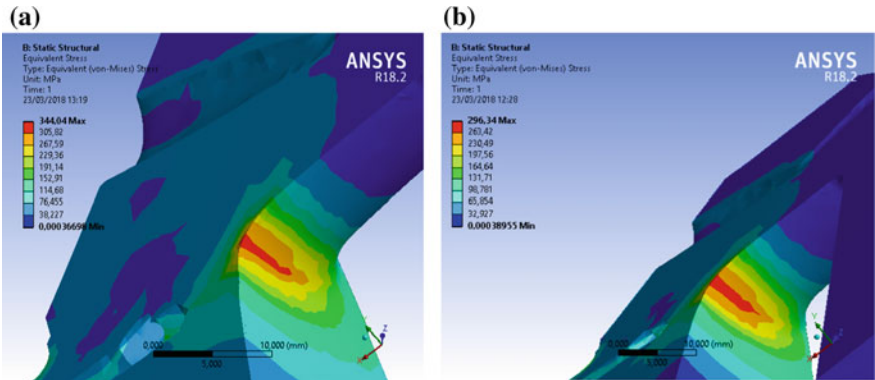 (a)
B: Static Structural
Equivalent Stress
Type: Equivalent (von-Mises) Stress
Unit: MPa
Time: 1
23/03/2018 13:19
ANSYS
R18.2
344,04 Max
305,82
267,59
229,36
191,14
152,91
114,68
76,455
38,227
0,00036698 Min
0,000
10,000 (mm)
5,000
X
Y
Z
(b)
B: Static Structural
Equivalent Stress
Type: Equivalent (von-Mises) Stress
Unit: MPa
Time: 1
23/03/2018 12:28
ANSYS
R18.2
296,34 Max
263,42
230,49
197,56
164,64
131,71
98,781
65,854
32,927
0,00038955 Min
0,000
10,000 (mm)
5,000
X
Y
Z